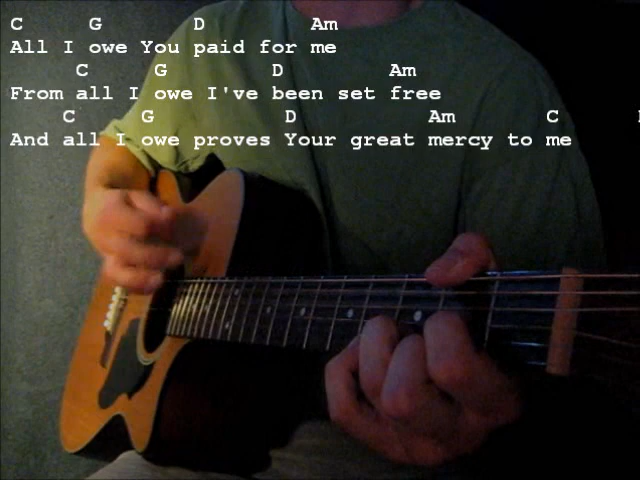 C G D Am
All I owe You paid for me
C G D Am
From all I owe I've been set free
C G D Am C
And all I owe proves Your great mercy to me